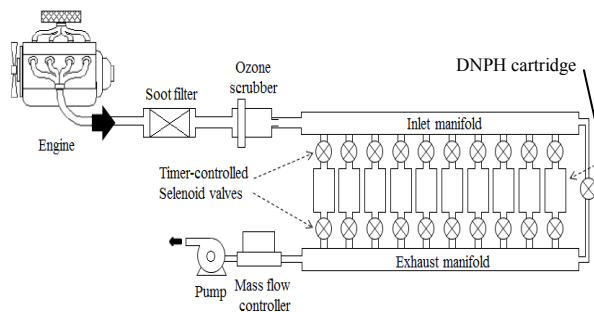 DNPH cartridge
Ozone
scrubber
Soot filter
Engine
Inlet manifold
Timer-controlled
Selenoid valves
Exhaust manifold
Pump
Mass flow
controller